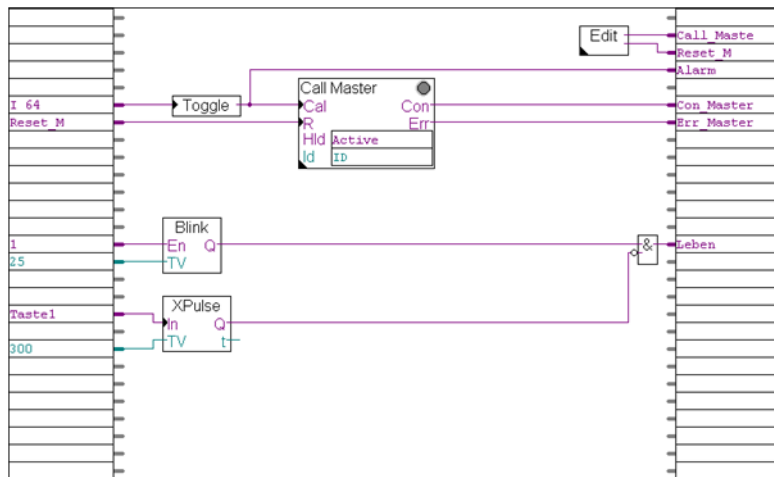 Edit
Call_Maste
Reset_M
Alarm
Call Master
I 64
Toggle
Cal
Con
Con_Master
Reset_M
R
Err
Err_Master
Hld
Active
Id
ID
Blink
1
En
Q
&
Leben
25
TV
XPulse
Taste1
In
Q
300
TV
t